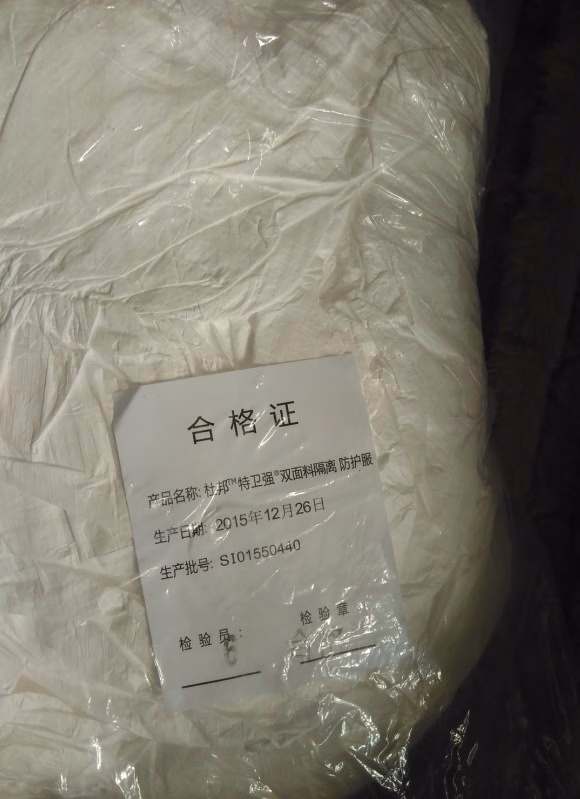 合格证
产品名称: 杜邦™特卫强®双面料隔离 防护服
生产日期: 2015年12月26日
生产批号: SI01550440
检验员: 检验章